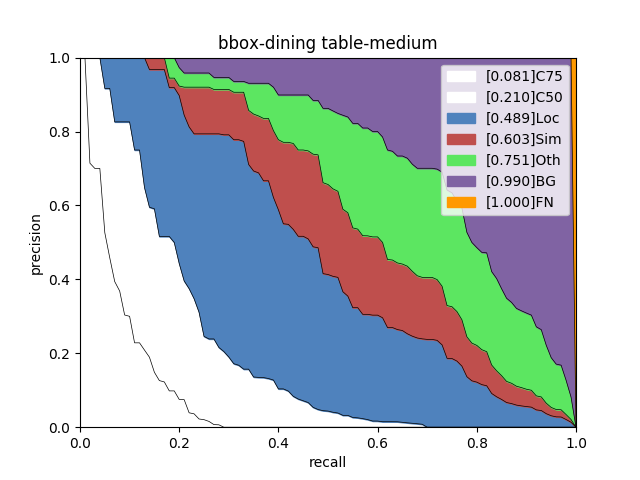 bbox-dining table-medium
1.0
0.8
0.6
0.4
0.2
0.0
precision
[0.081]C75
[0.210]C50
[0.489]Loc
[0.603]Sim
[0.751]Oth
[0.990]BG
[1.000]FN
0.0 0.2 0.4 0.6 0.8 1.0
recall